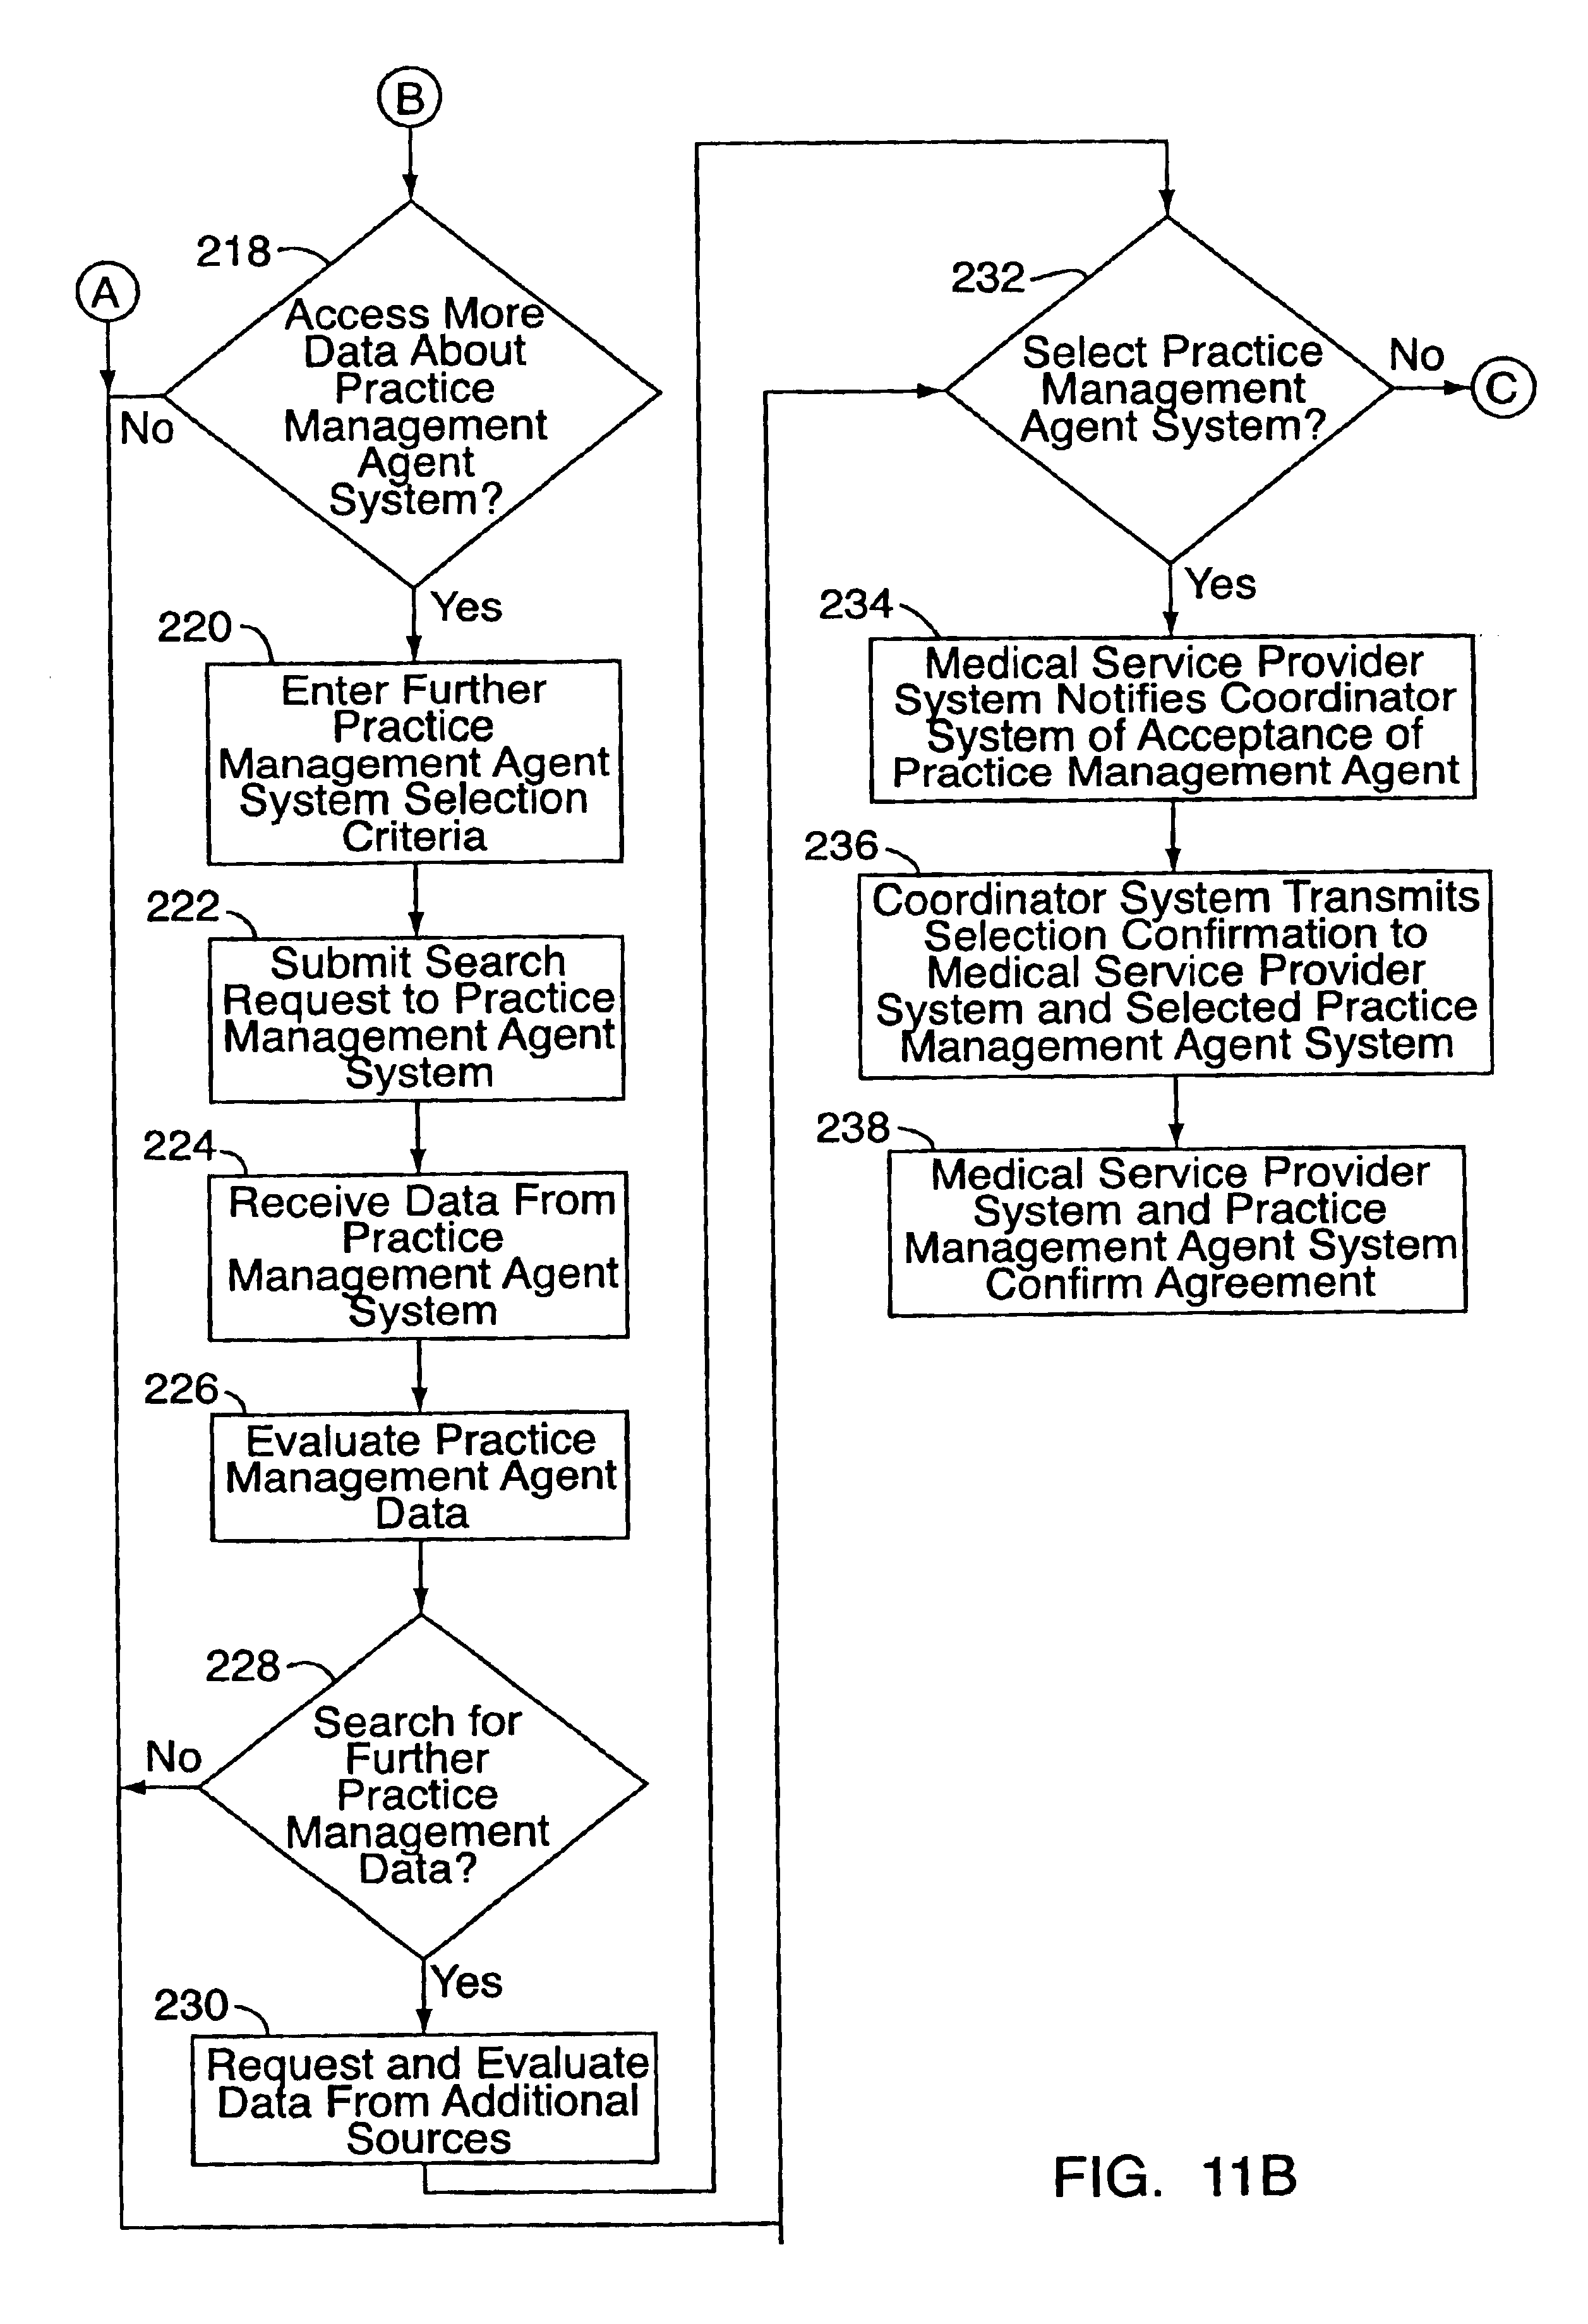 B
218
A
Access More
Data About
Practice
Management
Agent
System?
No
Yes
220
Enter Further
Practice
Management Agent
System Selection
Criteria
222
Submit Search
Request to Practice
Management Agent
System
224
Receive Data From
Practice
Management Agent
System
226
Evaluate Practice
Management Agent
Data
228
Search for
Further
Practice
Management
Data?
No
Yes
230
Request and Evaluate
Data From Additional
Sources
232
Select Practice
Management
Agent System?
No
C
Yes
234
Medical Service Provider
System Notifies Coordinator
System of Acceptance of
Practice Management Agent
236
Coordinator System Transmits
Selection Confirmation to
Medical Service Provider
System and Selected Practice
Management Agent System
238
Medical Service Provider
System and Practice
Management Agent System
Confirm Agreement
FIG. 11B